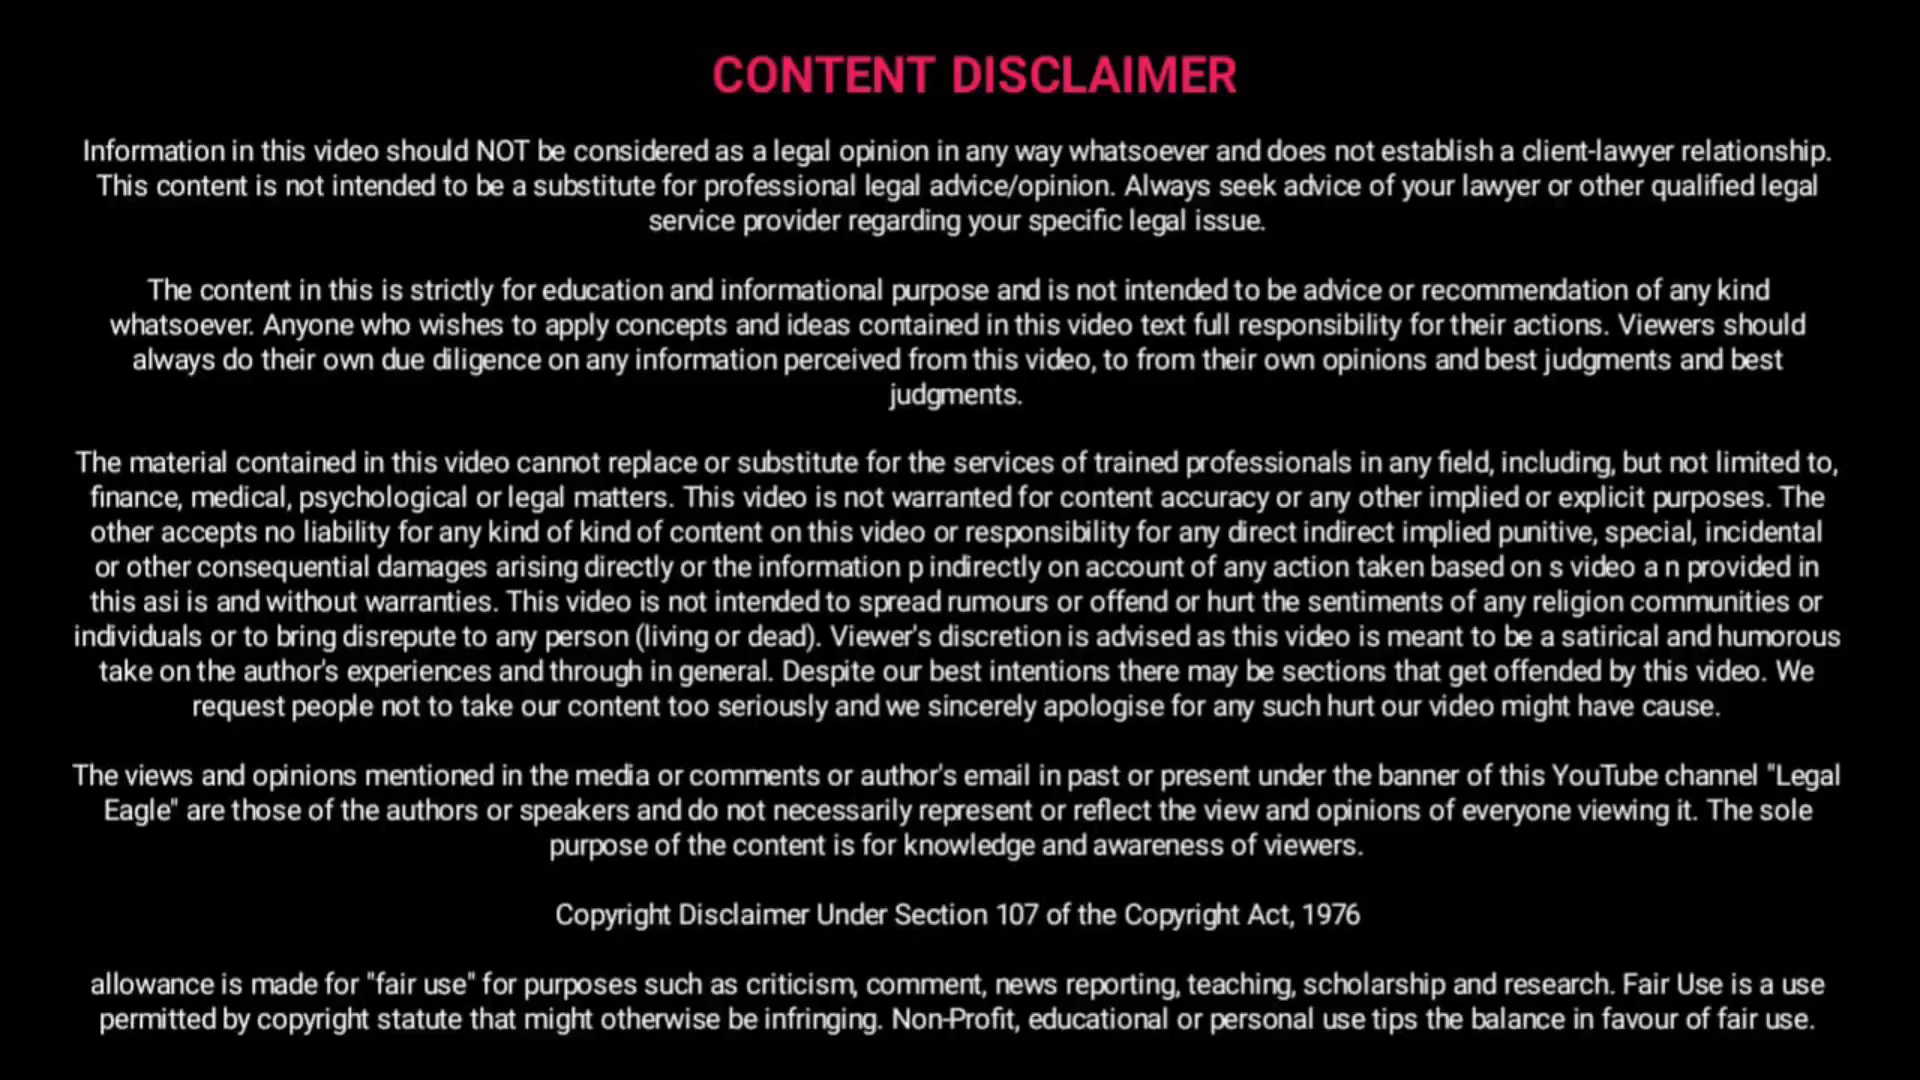 CONTENT DISCLAIMER
Information in this video should NOT be considered as a legal opinion in any way whatsoever and does not establish a client-lawyer relationship.
This content is not intended to be a substitute for professional legal advice/opinion. Always seek advice of your lawyer or other qualified legal
service provider regarding your specific legal issue.
The content in this is strictly for education and informational purpose and is not intended to be advice or recommendation of any kind
whatsoever. Anyone who wishes to apply concepts and ideas contained in this video text full responsibility for their actions. Viewers should
always do their own due diligence on any information perceived from this video, to from their own opinions and best judgments and best
judgments.
The material contained in this video cannot replace or substitute for the services of trained professionals in any field, including, but not limited to,
finance, medical, psychological or legal matters. This video is not warranted for content accuracy or any other implied or explicit purposes. The
other accepts no liability for any kind of kind of content on this video or responsibility for any direct indirect implied punitive, special, incidental
or other consequential damages arising directly or the information p indirectly on account of any action taken based on s video a n provided in
this asi is and without warranties. This video is not intended to spread rumours or offend or hurt the sentiments of any religion communities or
individuals or to bring disrepute to any person (living or dead). Viewer's discretion is advised as this video is meant to be a satirical and humorous
take on the author's experiences and through in general. Despite our best intentions there may be sections that get offended by this video. We
request people not to take our content too seriously and we sincerely apologise for any such hurt our video might have cause.
The views and opinions mentioned in the media or comments or author's email in past or present under the banner of this YouTube channel "Legal
Eagle" are those of the authors or speakers and do not necessarily represent or reflect the view and opinions of everyone viewing it. The sole
purpose of the content is for knowledge and awareness of viewers.
Copyright Disclaimer Under Section 107 of the Copyright Act, 1976
allowance is made for "fair use" for purposes such as criticism, comment, news reporting, teaching, scholarship and research. Fair Use is a use
permitted by copyright statute that might otherwise be infringing. Non-Profit, educational or personal use tips the balance in favour of fair use.